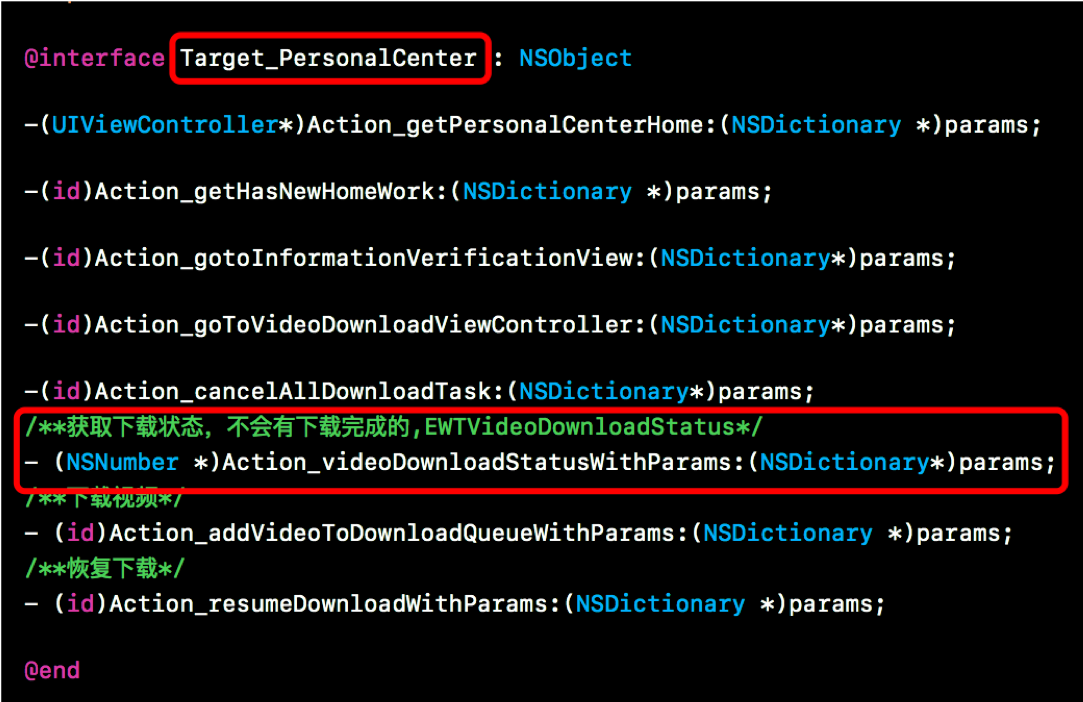 @interface Target_PersonalCenter : NSObject
-(UIViewController*)Action_getPersonalCenterHome:(NSDictionary *)params;
-(id)Action_getHasNewHomeWork:(NSDictionary *)params;
-(id)Action_gotoInformationVerificationView:(NSDictionary*)params;
-(id)Action_goToVideoDownloadViewController:(NSDictionary*)params;
-(id)Action_cancelAllDownloadTask:(NSDictionary*)params;
/**获取下载状态，不会有下载完成的,EWTVideoDownloadStatus*/
- (NSNumber *)Action_videoDownloadStatusWithParams:(NSDictionary*)params;
/**下载视频*/
- (id)Action_addVideoToDownloadQueueWithParams:(NSDictionary *)params;
/**恢复下载*/
- (id)Action_resumeDownloadWithParams:(NSDictionary *)params;
@end